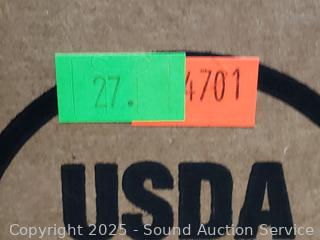 27. 4701
USDA
Copyright 2025 - Sound Auction Service